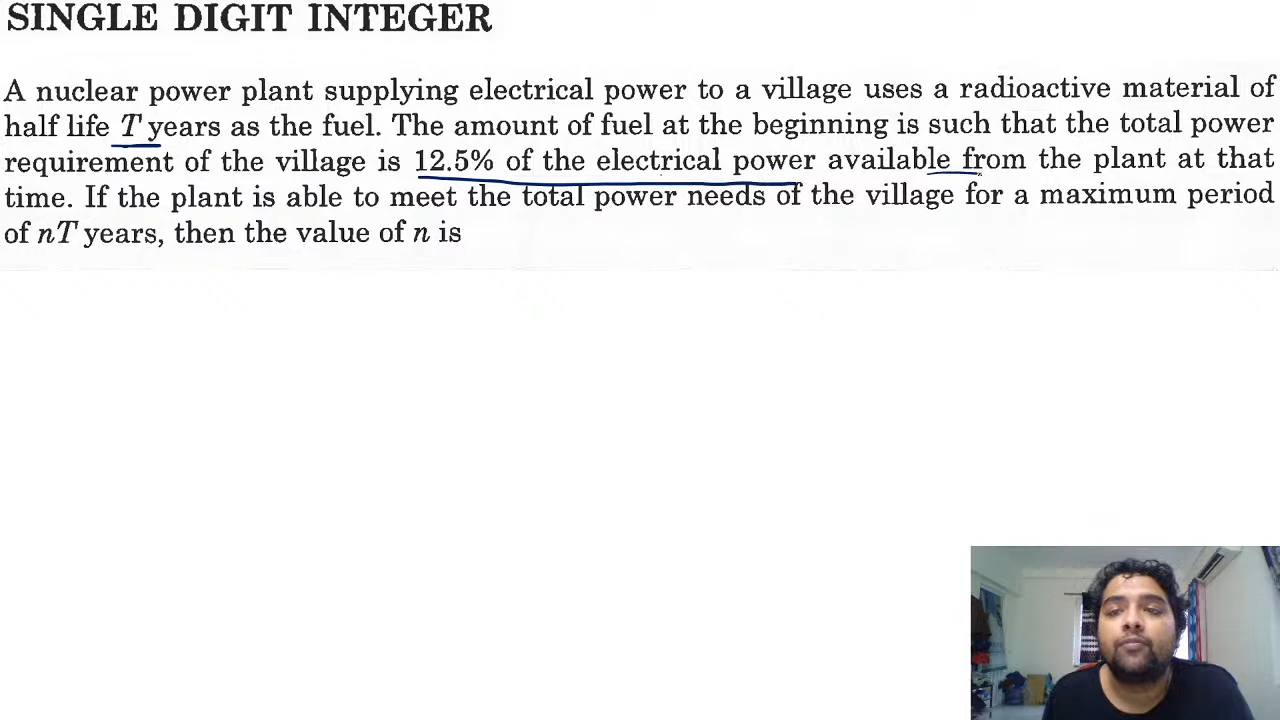 SINGLE DIGIT INTEGER
A nuclear power plant supplying electrical power to a village uses a radioactive material of
half life T years as the fuel. The amount of fuel at the beginning is such that the total power
requirement of the village is 12.5% of the electrical power available from the plant at that
time. If the plant is able to meet the total power needs of the village for a maximum period
of nT years, then the value of n is